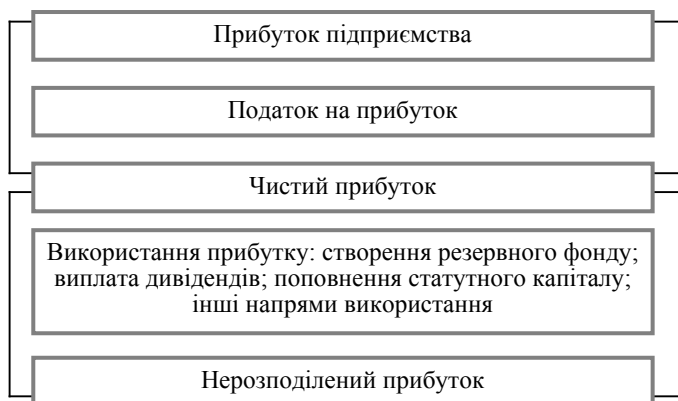 Прибуток підприємства
Податок на прибуток
Чистий прибуток
Використання прибутку: створення резервного фонду;
виплата дивідендів; поповнення статутного капіталу;
інші напрями використання
Нерозподілений прибуток